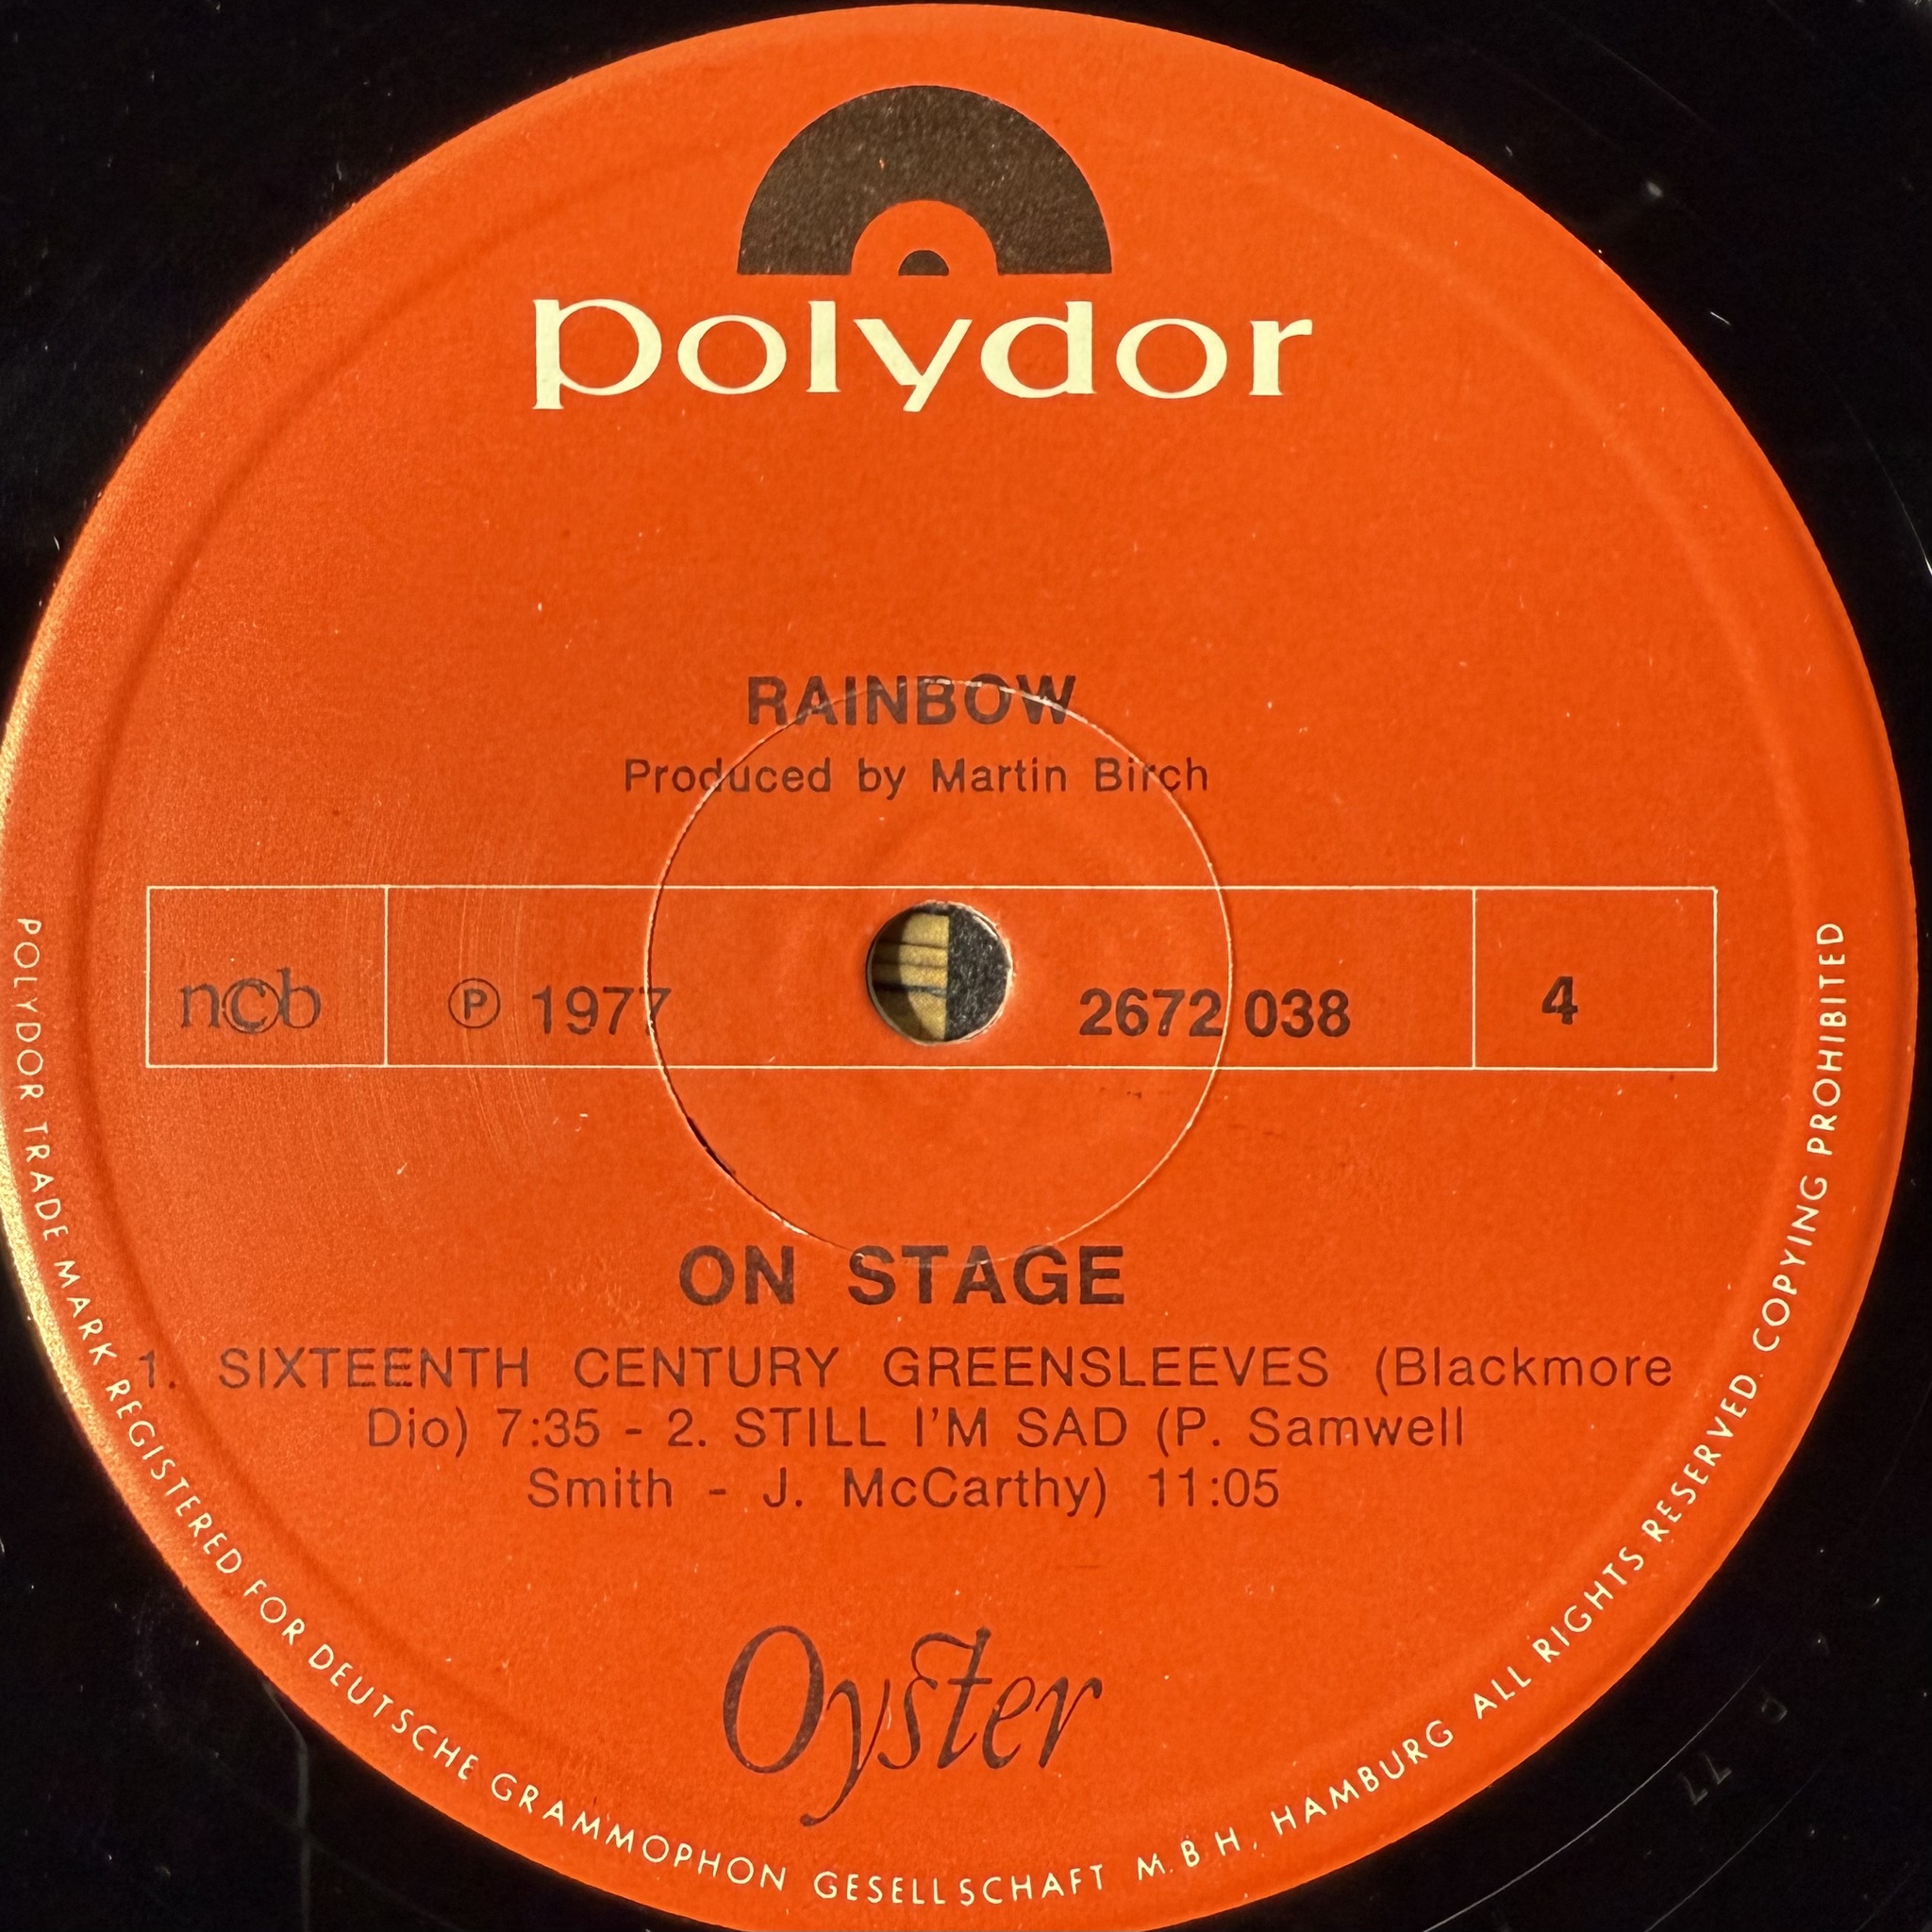 polydor
RAINBOW
Produced by Martin Birch
ncb
Ⓟ 1977
2672 038
4
ON STAGE
1. SIXTEENTH CENTURY GREENSLEEVES (Blackmore
Dio) 7:35 - 2. STILL I'M SAD (P. Samwell
Smith - J. McCarthy) 11:05
Oyster
POLYDOR TRADE MARK REGISTERED FOR DEUTSCHE GRAMMOPHON GESELLSCHAFT M.B.H., HAMBURG ALL RIGHTS RESERVED. COPYING PROHIBITED